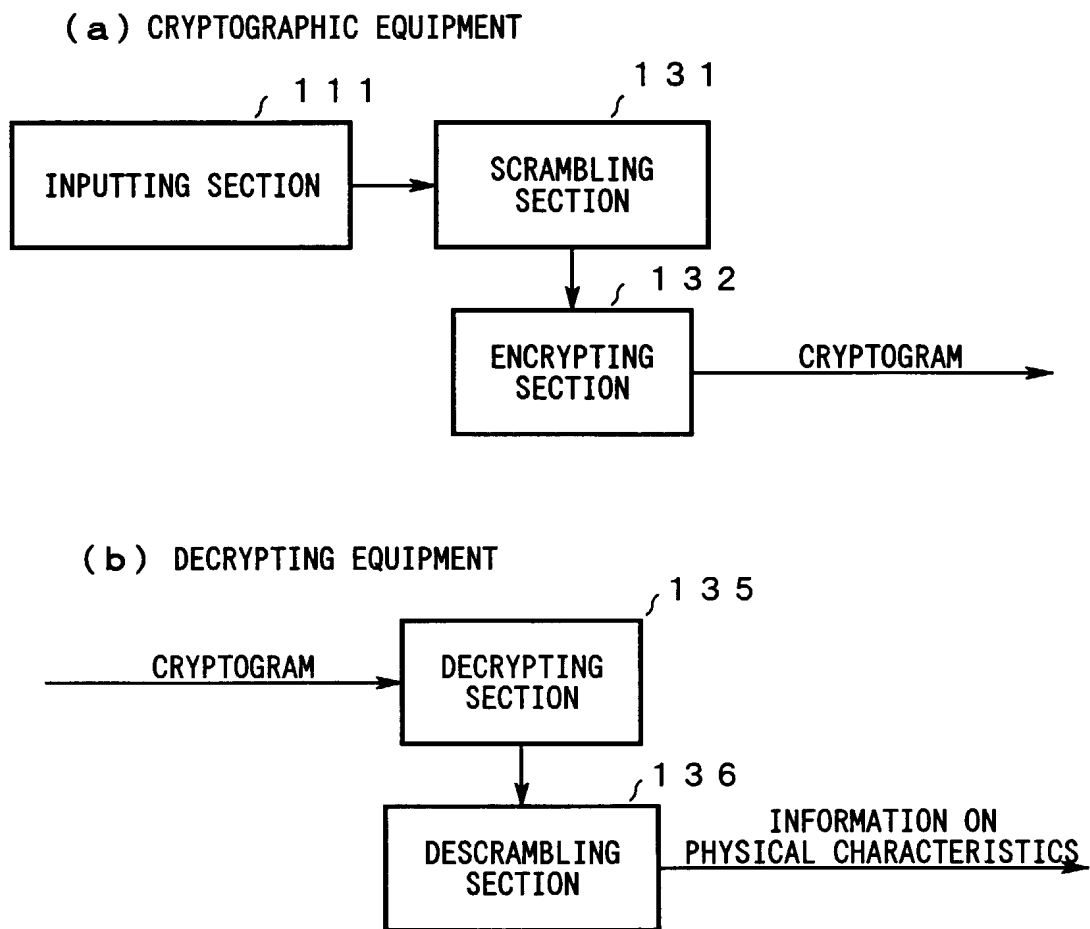 (a) CRYPTOGRAPHIC EQUIPMENT
111
131
INPUTTING SECTION
SCRAMBLING
SECTION
132
ENCRYPTING
SECTION
CRYPTOGRAM
(b) DECRYPTING EQUIPMENT
135
CRYPTOGRAM
DECRYPTING
SECTION
136
DESCRAMBLING
SECTION
INFORMATION ON
PHYSICAL CHARACTERISTICS